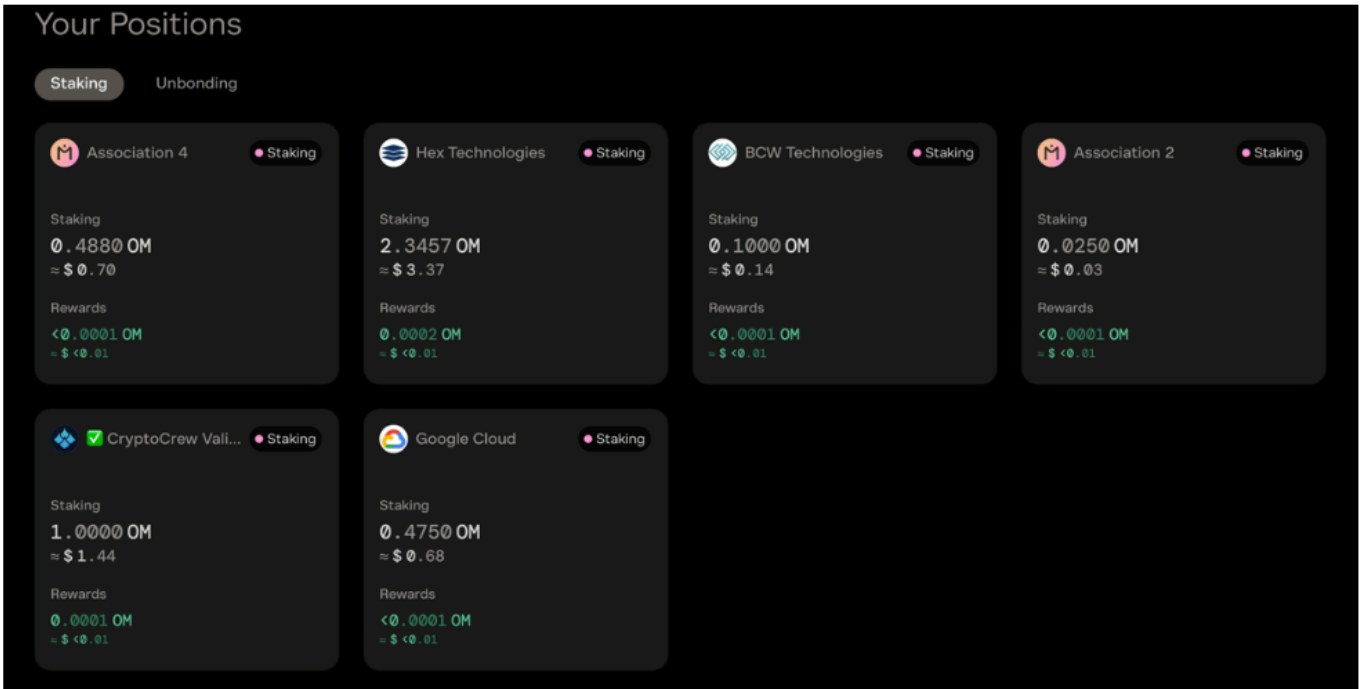 Your Positions
Staking Unbonding
Association 4 Staking
Staking
0.4880 OM
≈ $ 0.70
Rewards
<0.0001 OM
≈ $ <0.01
Hex Technologies Staking
Staking
2.3457 OM
≈ $ 3.37
Rewards
0.0002 OM
≈ $ <0.01
BCW Technologies Staking
Staking
0.1000 OM
≈ $ 0.14
Rewards
<0.0001 OM
≈ $ <0.01
Association 2 Staking
Staking
0.0250 OM
≈ $ 0.03
Rewards
<0.0001 OM
≈ $ <0.01
✅ CryptoCrew Vali... Staking
Staking
1.0000 OM
≈ $ 1.44
Rewards
0.0001 OM
≈ $ <0.01
Google Cloud Staking
Staking
0.4750 OM
≈ $ 0.68
Rewards
<0.0001 OM
≈ $ <0.01